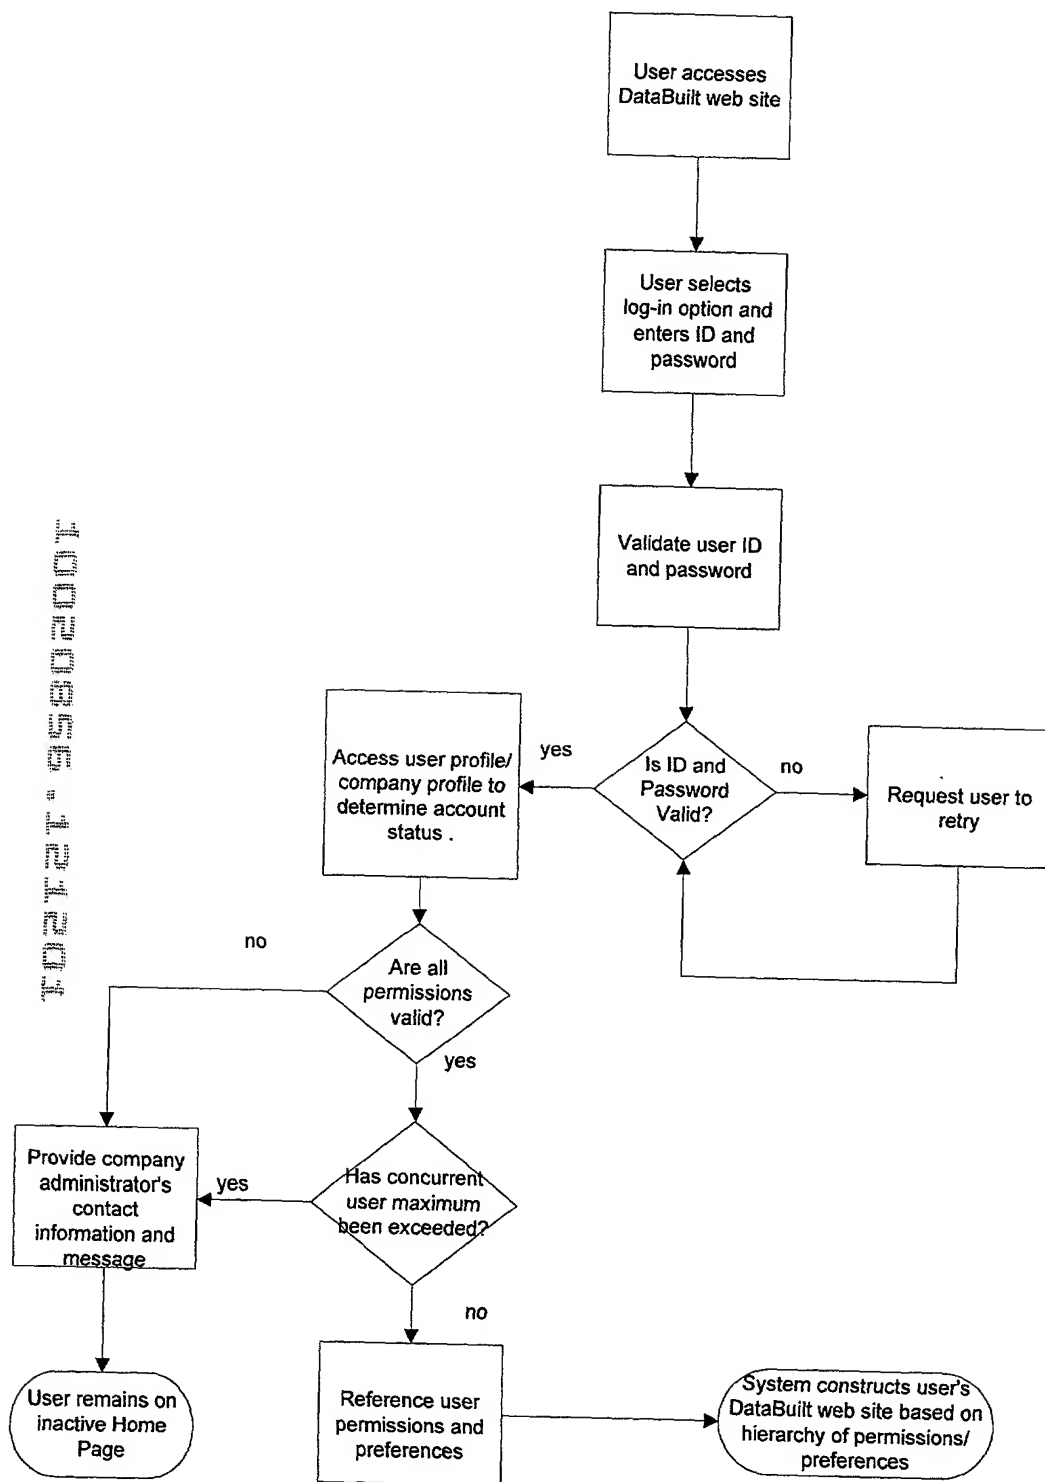 User accesses
DataBuilt web site
User selects
log-in option and
enters ID and
password
Validate user ID
and password
Is ID and
Password
Valid?
yes
no
Access user profile/
company profile to
determine account
status .
Request user to
retry
no
Are all
permissions
valid?
yes
Provide company
administrator's
contact
information and
message
yes
Has concurrent
user maximum
been exceeded?
no
User remains on
inactive Home
Page
Reference user
permissions and
preferences
System constructs user's
DataBuilt web site based on
hierarchy of permissions/
preferences
10020856.121201